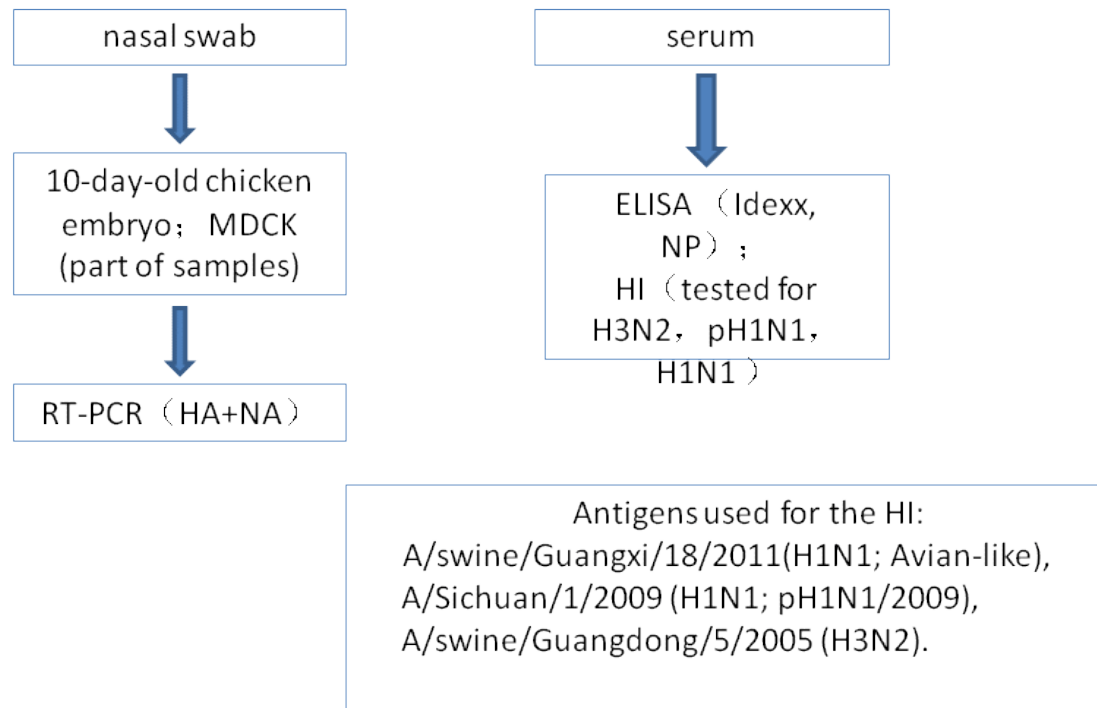 nasal swab
10-day-old chicken
embryo； MDCK
(part of samples)
RT-PCR（HA+NA）
serum
ELISA （Idexx,
NP）；
HI（tested for
H3N2，pH1N1，
H1N1 ）
Antigens used for the HI:
A/swine/Guangxi/18/2011(H1N1; Avian-like),
A/Sichuan/1/2009 (H1N1; pH1N1/2009),
A/swine/Guangdong/5/2005 (H3N2).